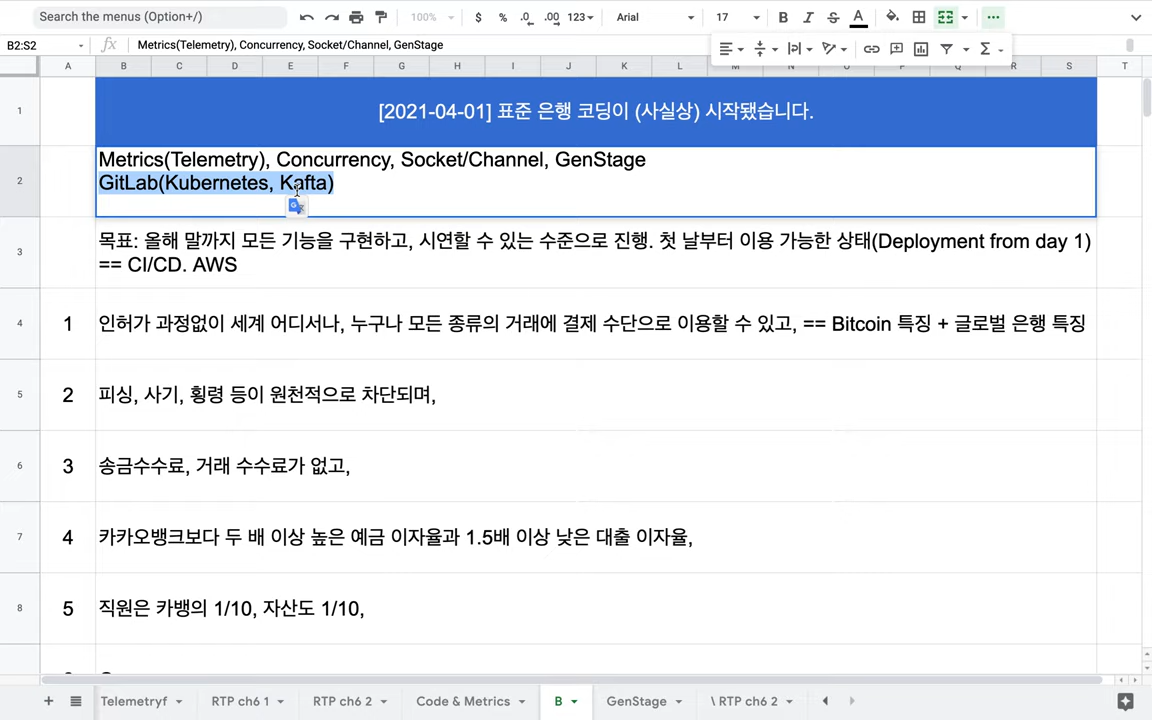 Search the menus (Option+/)
100%
$ % .0 .00 123
Arial
17
B I S A
B2:S2
fx
Metrics(Telemetry), Concurrency, Socket/Channel, GenStage
A B C D E F G H I J K L M N O P Q R S T
1
[2021-04-01] 표준 은행 코딩이 (사실상) 시작됐습니다.
2
Metrics(Telemetry), Concurrency, Socket/Channel, GenStage
GitLab(Kubernetes, Kafta)
3
목표: 올해 말까지 모든 기능을 구현하고, 시연할 수 있는 수준으로 진행. 첫 날부터 이용 가능한 상태(Deployment from day 1)
== CI/CD. AWS
4
1 인허가 과정없이 세계 어디서나, 누구나 모든 종류의 거래에 결제 수단으로 이용할 수 있고, == Bitcoin 특징 + 글로벌 은행 특징
5
2 피싱, 사기, 횡령 등이 원천적으로 차단되며,
6
3 송금수수료, 거래 수수료가 없고,
7
4 카카오뱅크보다 두 배 이상 높은 예금 이자율과 1.5배 이상 낮은 대출 이자율,
8
5 직원은 카뱅의 1/10, 자산도 1/10,
Telemetryf RTP ch6 1 RTP ch6 2 Code & Metrics B GenStage \ RTP ch6 2